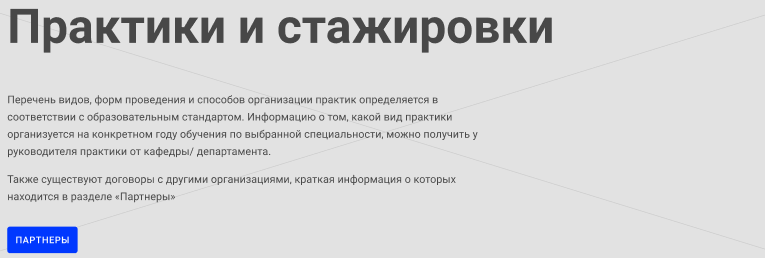 Практики и стажировки
Перечень видов, форм проведения и способов организации практик определяется в
соответствии с образовательным стандартом. Информацию о том, какой вид практики
организуется на конкретном году обучения по выбранной специальности, можно получить у
руководителя практики от кафедры/ департамента.
Также существуют договоры с другими организациями, краткая информация о которых
находится в разделе «Партнеры»
ПАРТНЕРЫ